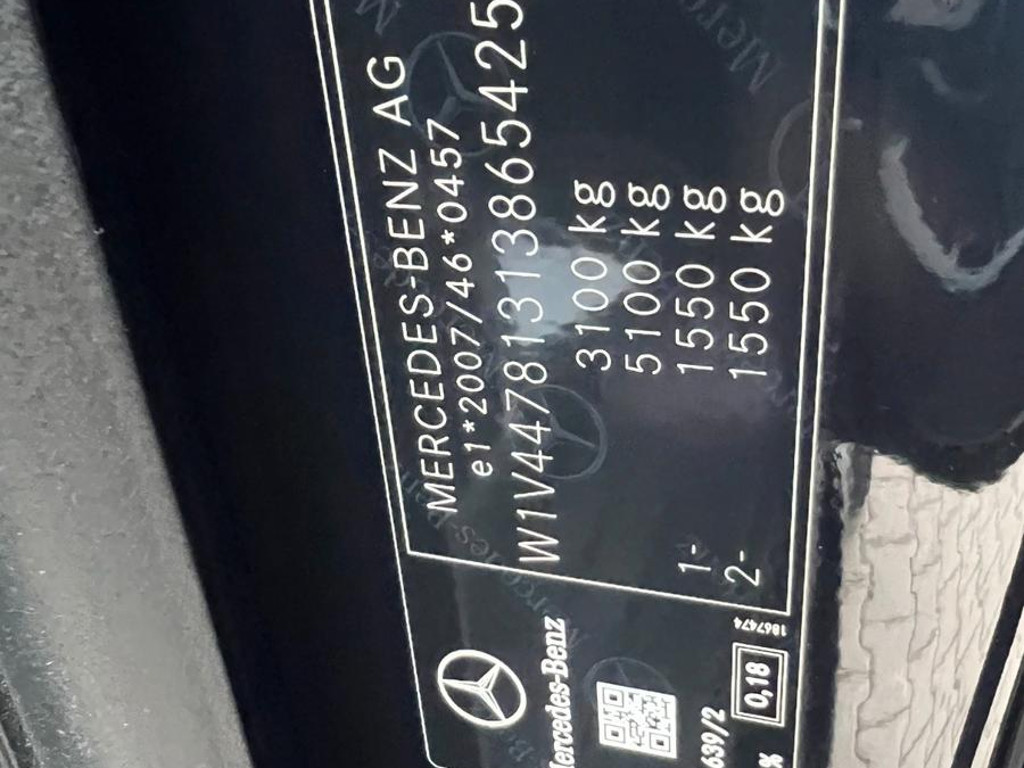 MERCEDES-BENZ AG
e1*2007/46*0457
W1V44781313865425
3100 kg
5100 kg
1- 1550 kg
2- 1550 kg
Mercedes-Benz
639/2
0,18
1867474